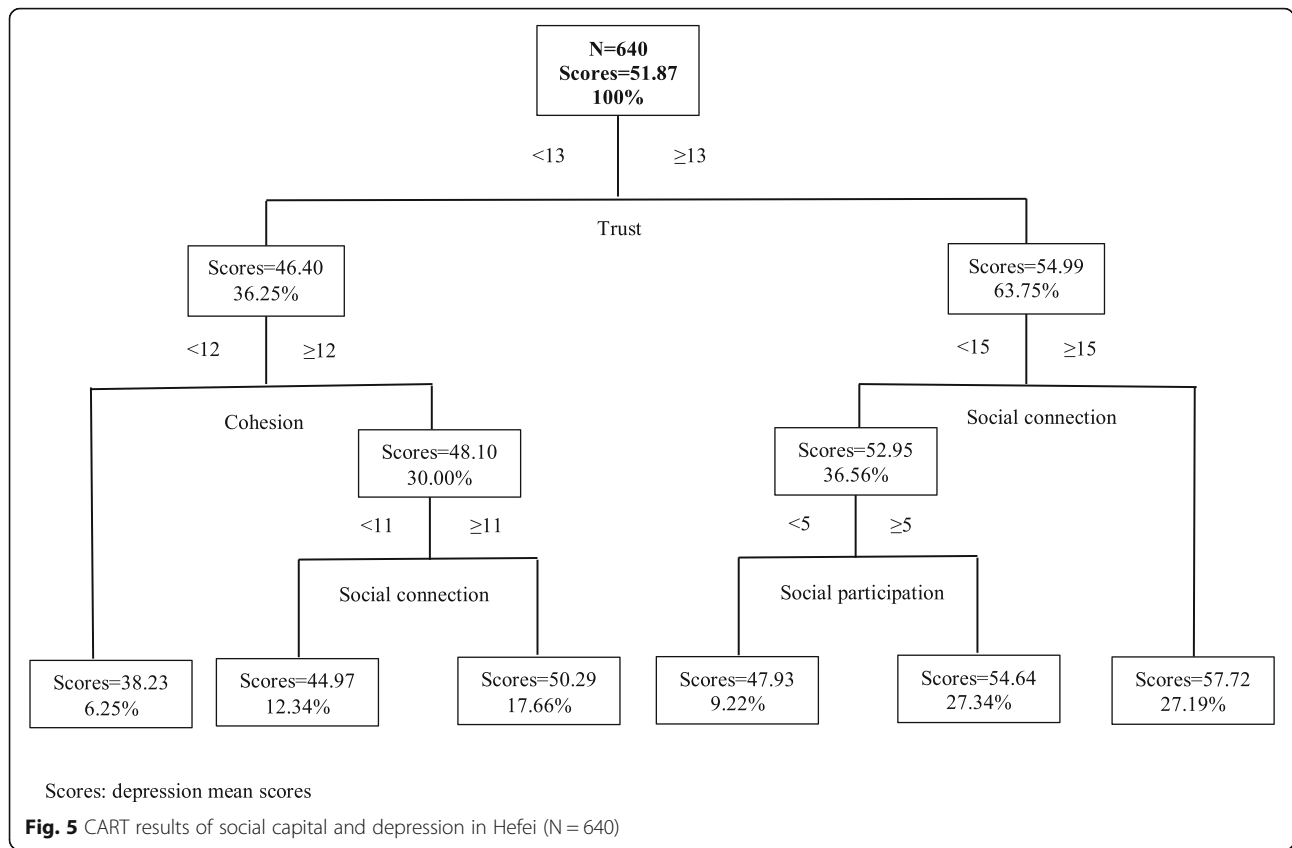 N=640
Scores=51.87
100%
<13
≥13
Trust
Scores=46.40
36.25%
Scores=54.99
63.75%
<12
≥12
<15
≥15
Cohesion
Social connection
Scores=48.10
30.00%
Scores=52.95
36.56%
<11
≥11
<5
≥5
Social connection
Social participation
Scores=38.23
6.25%
Scores=44.97
12.34%
Scores=50.29
17.66%
Scores=47.93
9.22%
Scores=54.64
27.34%
Scores=57.72
27.19%
Scores: depression mean scores
Fig. 5 CART results of social capital and depression in Hefei (N = 640)